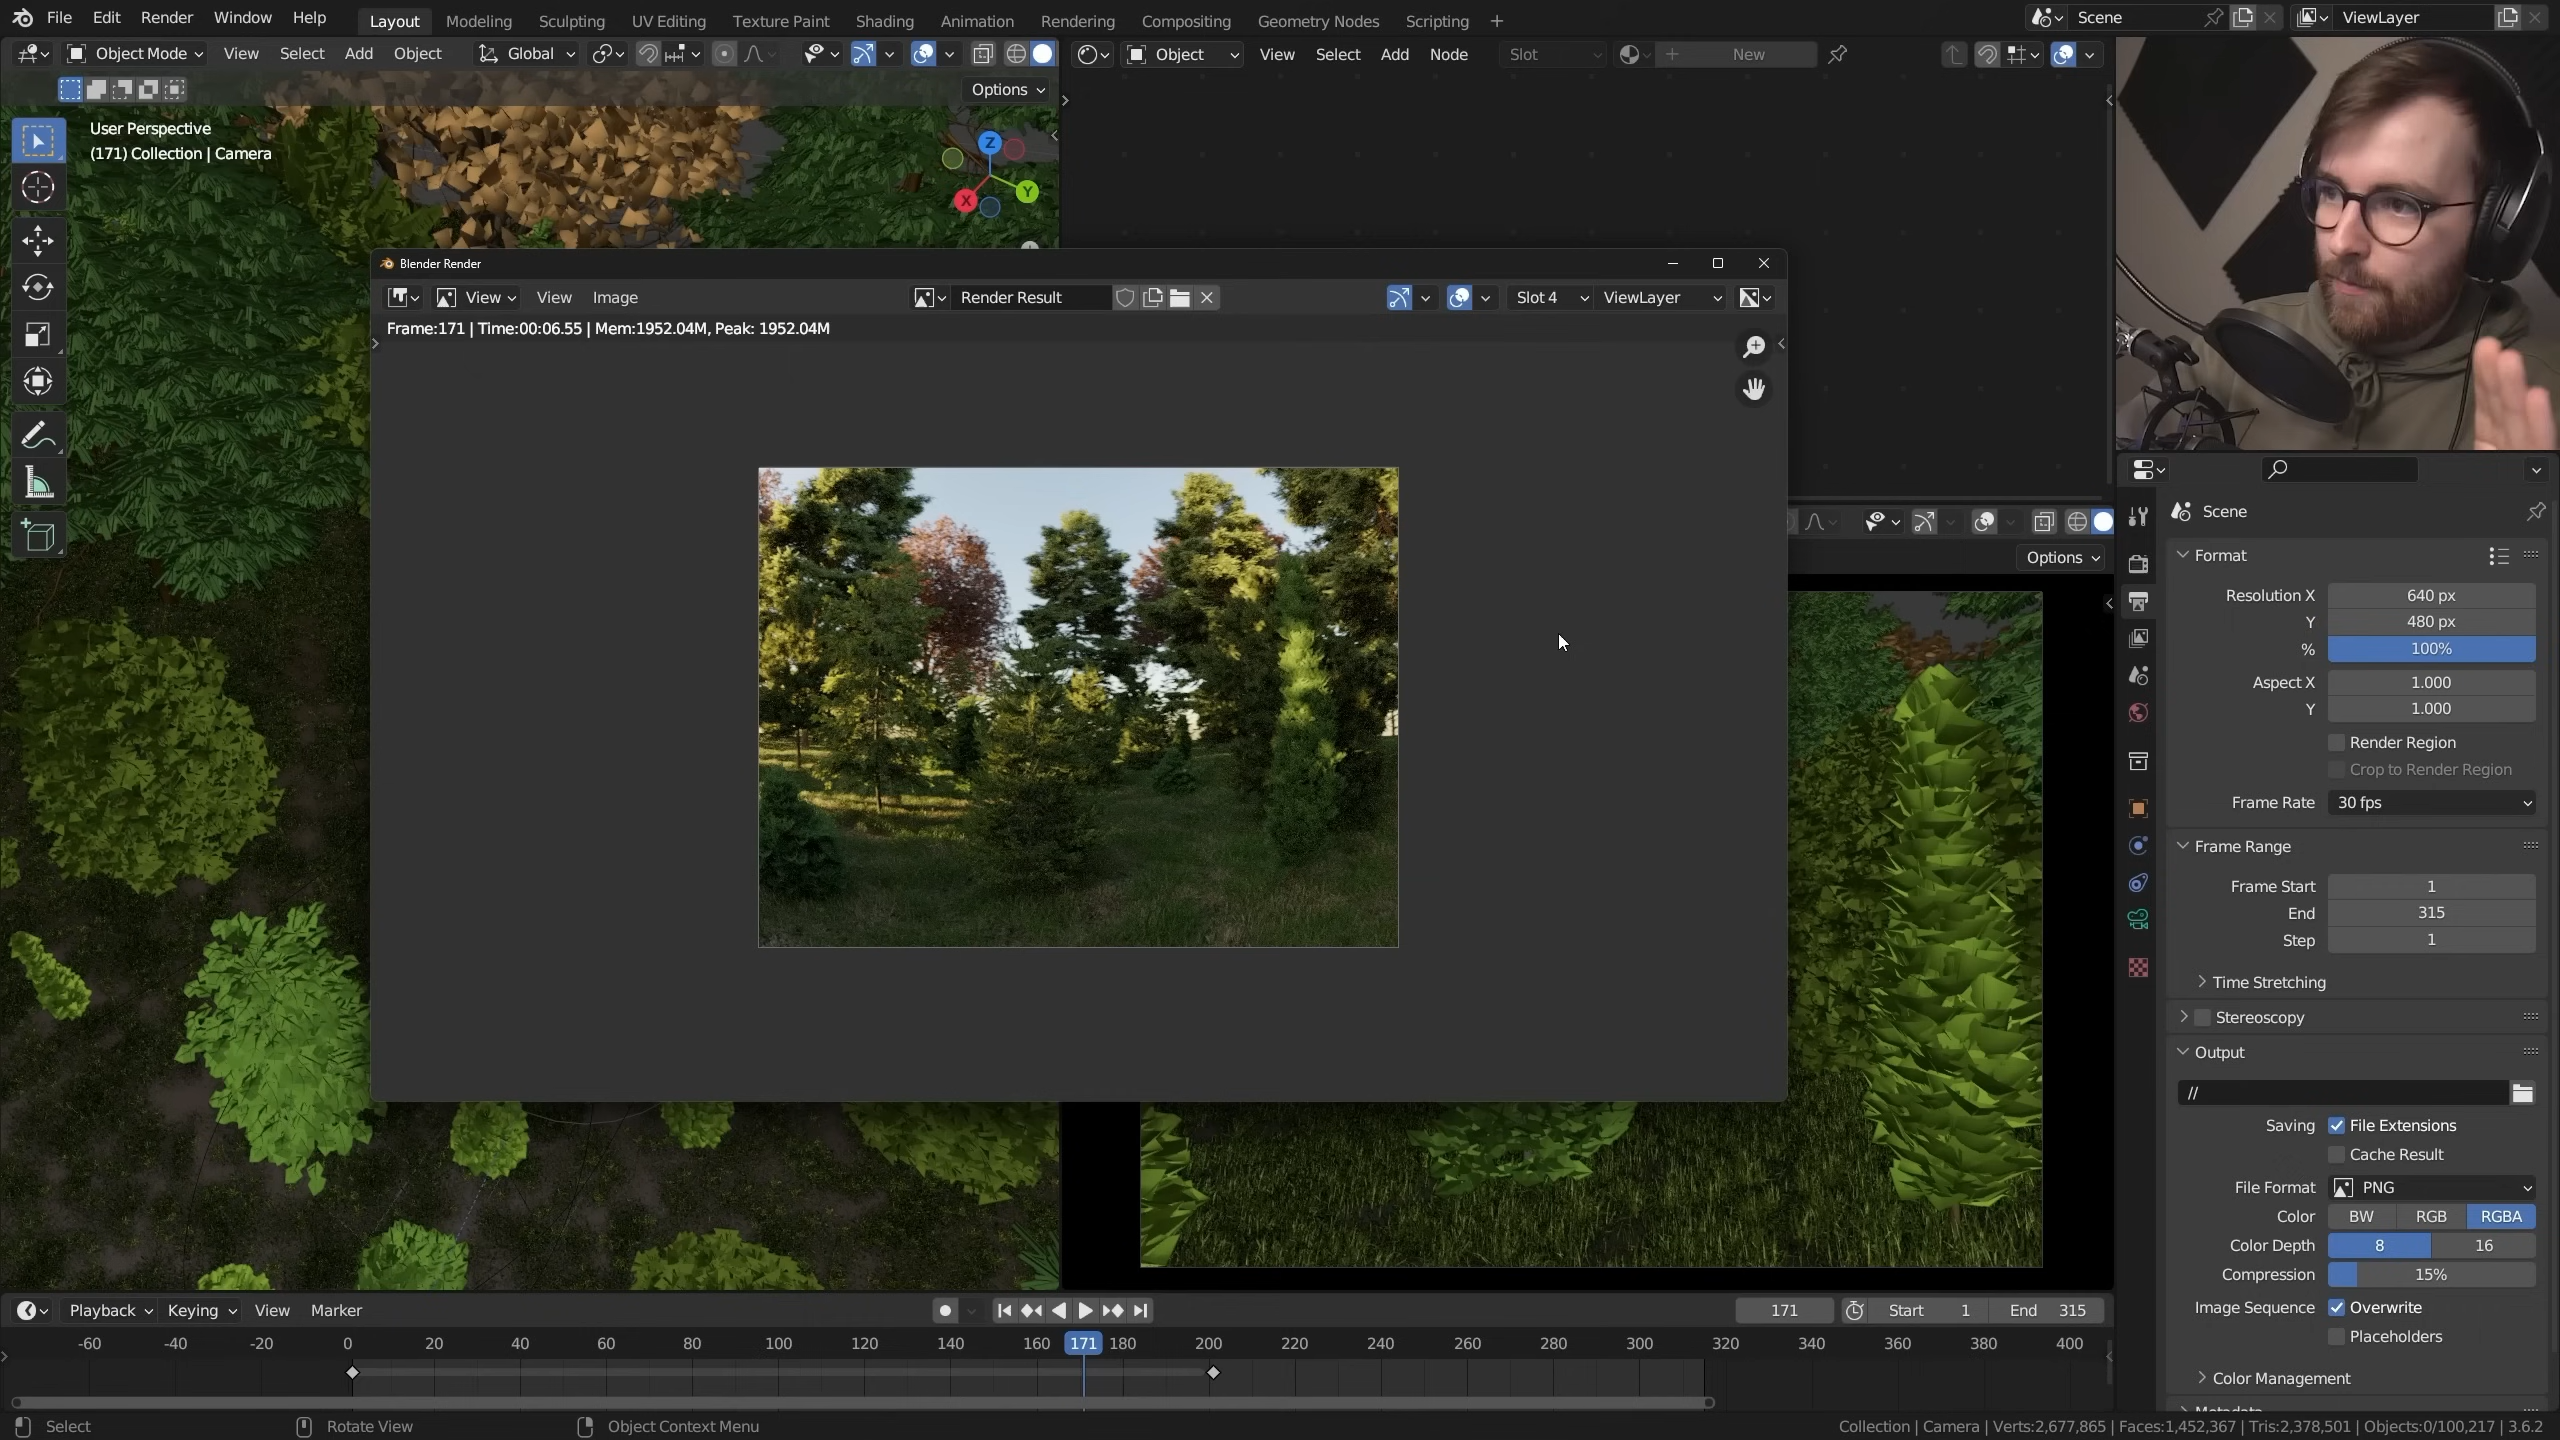 File Edit Render Window Help Layout Modeling Sculpting UV Editing Texture Paint Shading Animation Rendering Compositing Geometry Nodes Scripting + Scene ViewLayer
Object Mode View Select Add Object Global Object View Select Add Node Slot New
Options
User Perspective
(171) Collection | Camera
Z
Y
X
Blender Render
View View Image Render Result Slot 4 ViewLayer
Frame:171 | Time:00:06.55 | Mem:1952.04M, Peak: 1952.04M
Options
Scene
Format
Resolution X 640 px
Y 480 px
% 100%
Aspect X 1.000
Y 1.000
Render Region
Crop to Render Region
Frame Rate 30 fps
Frame Range
Frame Start 1
End 315
Step 1
Time Stretching
Stereoscopy
Output
//
Saving File Extensions
Cache Result
File Format PNG
Color BW RGB RGBA
Color Depth 8 16
Compression 15%
Image Sequence Overwrite
Placeholders
Color Management
Playback Keying View Marker 171 Start 1 End 315
-60 -40 -20 0 20 40 60 80 100 120 140 160 171 180 200 220 240 260 280 300 320 340 360 380 400
Select Rotate View Object Context Menu Collection | Camera | Verts:2,677,865 | Faces:1,452,367 | Tris:2,378,501 | Objects:0/100,217 | 3.6.2